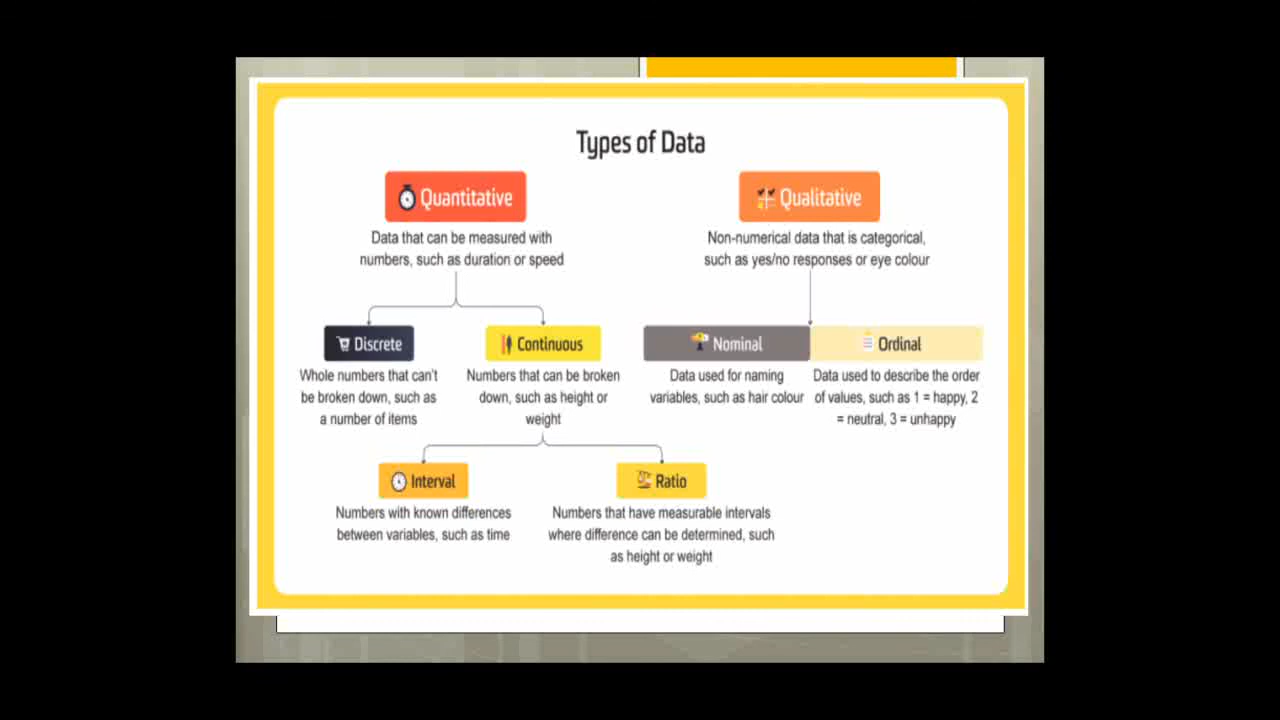 Types of Data
Quantitative
Data that can be measured with
numbers, such as duration or speed
Qualitative
Non-numerical data that is categorical,
such as yes/no responses or eye colour
Discrete
Whole numbers that can't
be broken down, such as
a number of items
Continuous
Numbers that can be broken
down, such as height or
weight
Nominal
Data used for naming
variables, such as hair colour
Ordinal
Data used to describe the order
of values, such as 1 = happy, 2
= neutral, 3 = unhappy
Interval
Numbers with known differences
between variables, such as time
Ratio
Numbers that have measurable intervals
where difference can be determined, such
as height or weight